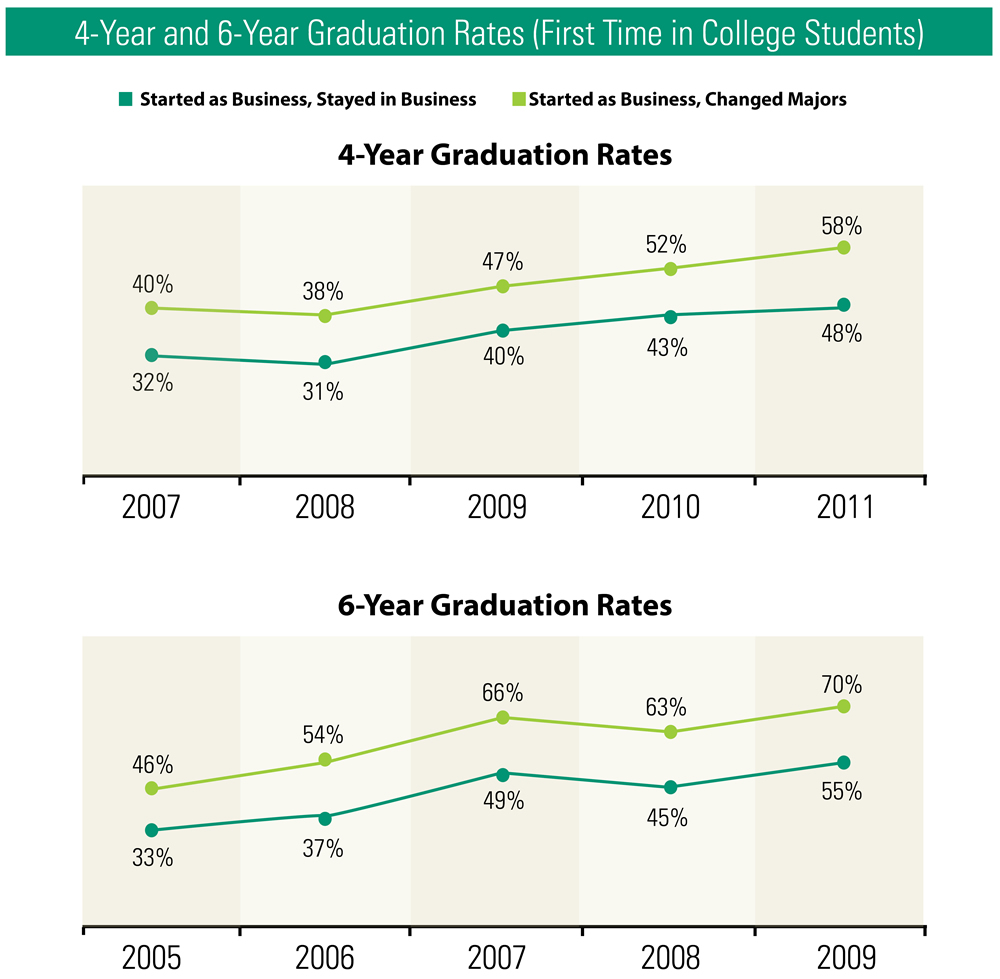 4-Year and 6-Year Graduation Rates (First Time in College Students)
Started as Business, Stayed in Business Started as Business, Changed Majors
4-Year Graduation Rates
40% 38% 47% 52% 58%
32% 31% 40% 43% 48%
2007 2008 2009 2010 2011
6-Year Graduation Rates
46% 54% 66% 63% 70%
33% 37% 49% 45% 55%
2005 2006 2007 2008 2009